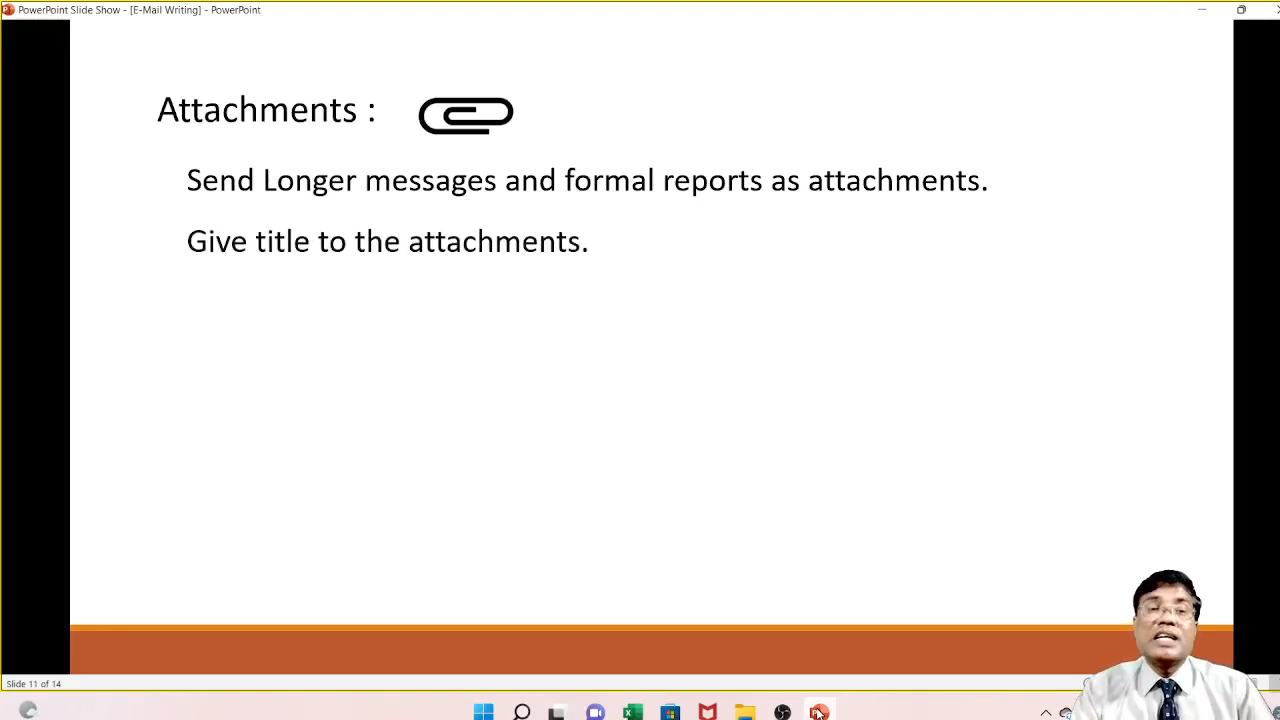 PowerPoint Slide Show - [E-Mail Writing] - PowerPoint
Attachments :
Send Longer messages and formal reports as attachments.
Give title to the attachments.
Slide 11 of 14